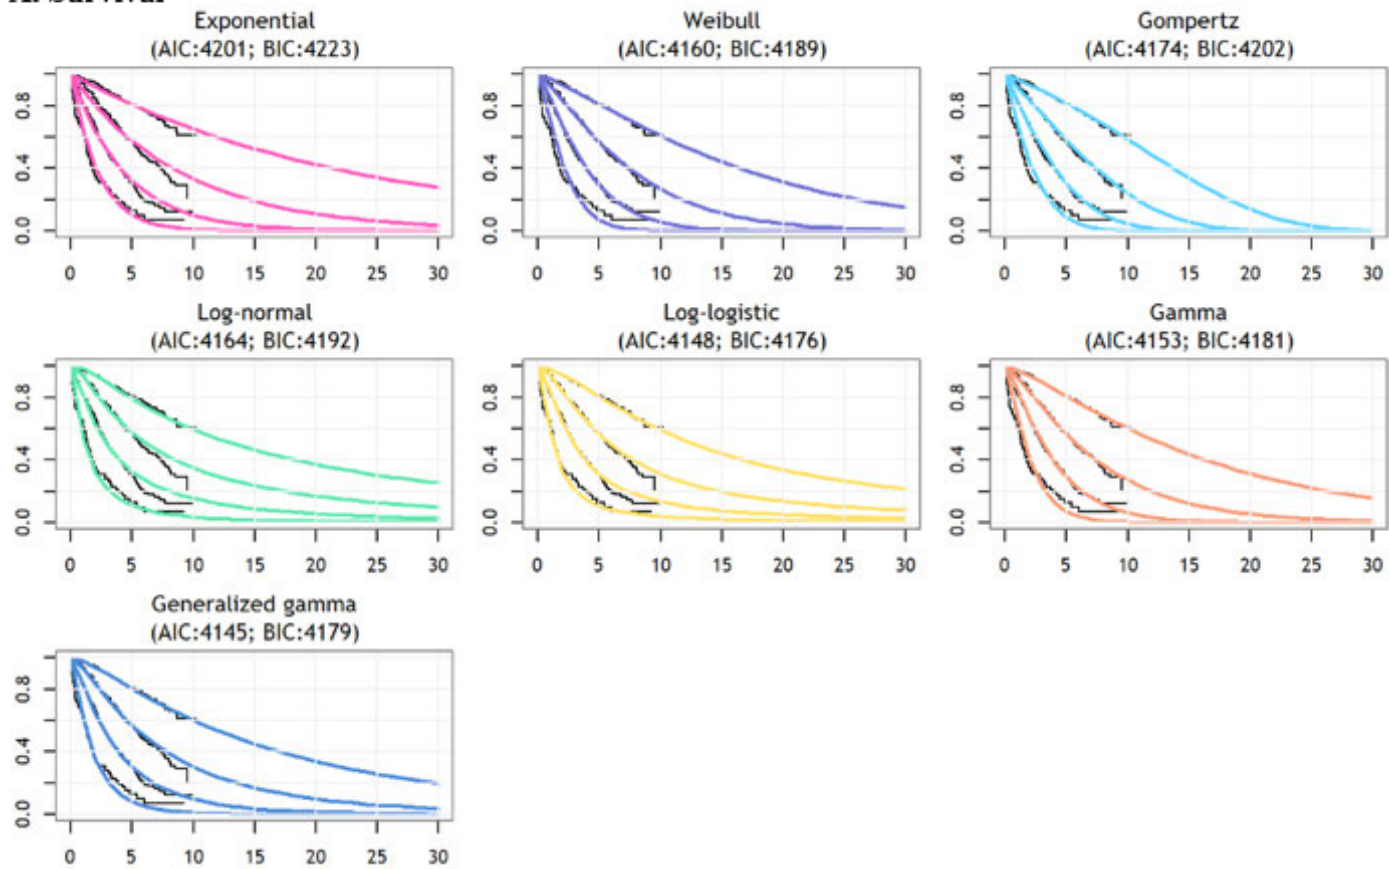 A. Survival
Exponential
(AIC:4201; BIC:4223)
Weibull
(AIC:4160; BIC:4189)
Gompertz
(AIC:4174; BIC:4202)
0.8
0.4
0.0
0 5 10 15 20 25 30
0.8
0.4
0.0
0 5 10 15 20 25 30
0.8
0.4
0.0
0 5 10 15 20 25 30
Log-normal
(AIC:4164; BIC:4192)
Log-logistic
(AIC:4148; BIC:4176)
Gamma
(AIC:4153; BIC:4181)
0.8
0.4
0.0
0 5 10 15 20 25 30
0.8
0.4
0.0
0 5 10 15 20 25 30
0.8
0.4
0.0
0 5 10 15 20 25 30
Generalized gamma
(AIC:4145; BIC:4179)
0.8
0.4
0.0
0 5 10 15 20 25 30